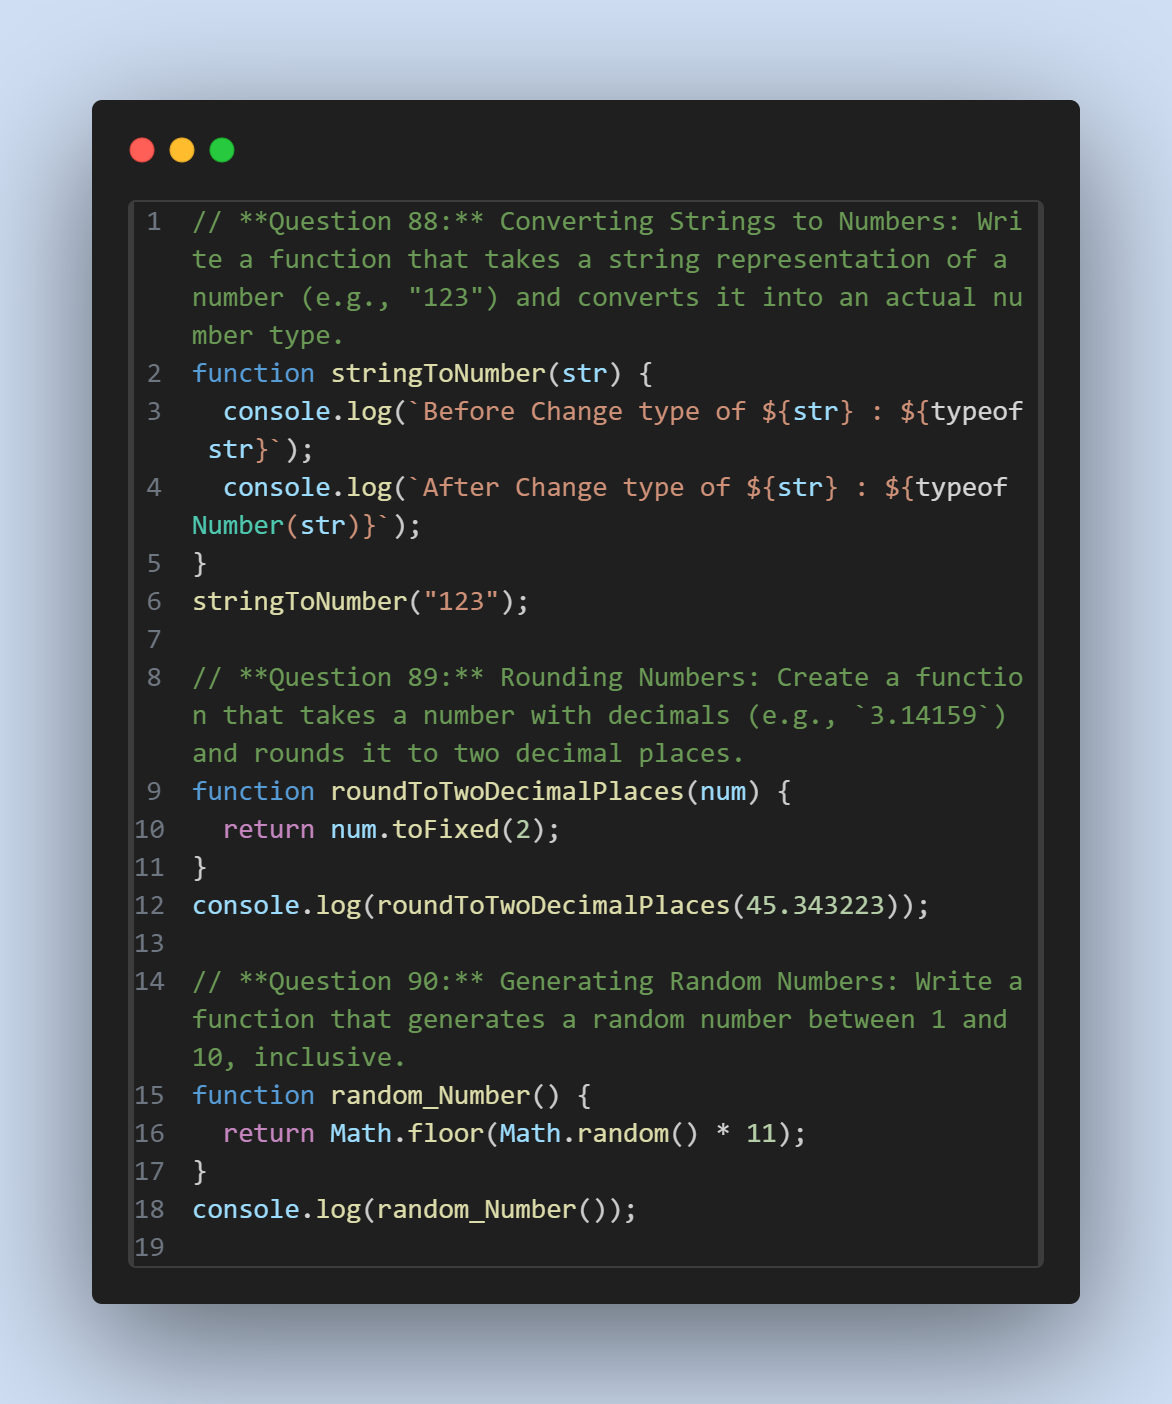 1 // **Question 88:** Converting Strings to Numbers: Wri
te a function that takes a string representation of a
number (e.g., "123") and converts it into an actual nu
mber type.
2 function stringToNumber(str) {
3   console.log(`Before Change type of ${str} : ${typeof
 str}`);
4   console.log(`After Change type of ${str} : ${typeof
Number(str)}`);
5 }
6 stringToNumber("123");
7
8 // **Question 89:** Rounding Numbers: Create a functio
n that takes a number with decimals (e.g., `3.14159`)
and rounds it to two decimal places.
9 function roundToTwoDecimalPlaces(num) {
10   return num.toFixed(2);
11 }
12 console.log(roundToTwoDecimalPlaces(45.343223));
13
14 // **Question 90:** Generating Random Numbers: Write a
function that generates a random number between 1 and
10, inclusive.
15 function random_Number() {
16   return Math.floor(Math.random() * 11);
17 }
18 console.log(random_Number());
19